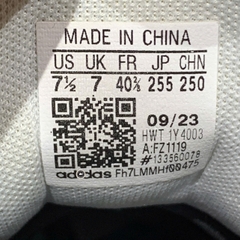 MADE IN CHINA
US UK FR JP CHN
7½ 7 40⅔ 255 250
09/23
HWT 1Y4003
A:FZ1119
#133560078
adidas Fh7LMMHf00475